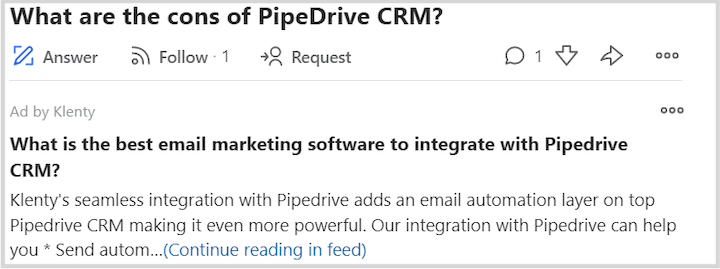 What are the cons of PipeDrive CRM?
Answer Follow · 1 Request 1
Ad by Klenty
What is the best email marketing software to integrate with Pipedrive
CRM?
Klenty's seamless integration with Pipedrive adds an email automation layer on top
Pipedrive CRM making it even more powerful. Our integration with Pipedrive can help
you * Send autom...(Continue reading in feed)